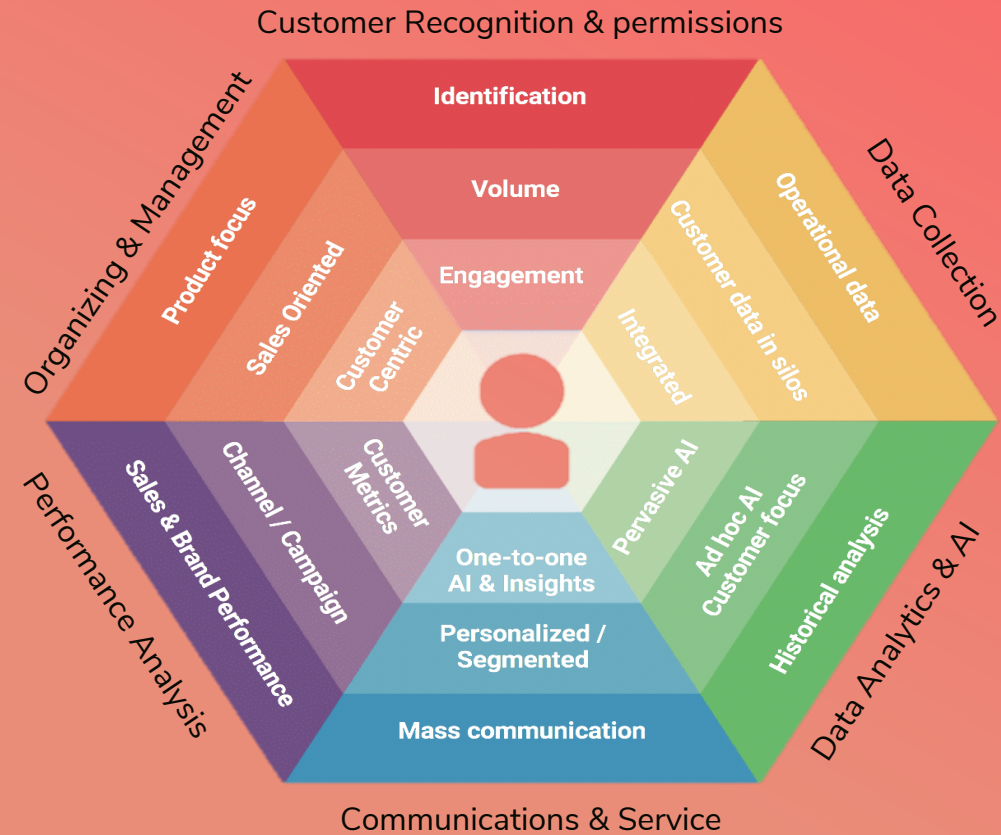 Customer Recognition & permissions
Identification
Volume
Engagement
Data Collection
Operational data
Customer data in silos
Integrated
Data Analytics & AI
Historical analysis
Ad hoc AI
Customer focus
Pervasive AI
Communications & Service
Mass communication
Personalized /
Segmented
One-to-one
AI & Insights
Performance Analysis
Sales & Brand Performance
Channel / Campaign
Customer
Metrics
Organizing & Management
Product focus
Sales Oriented
Customer
Centric